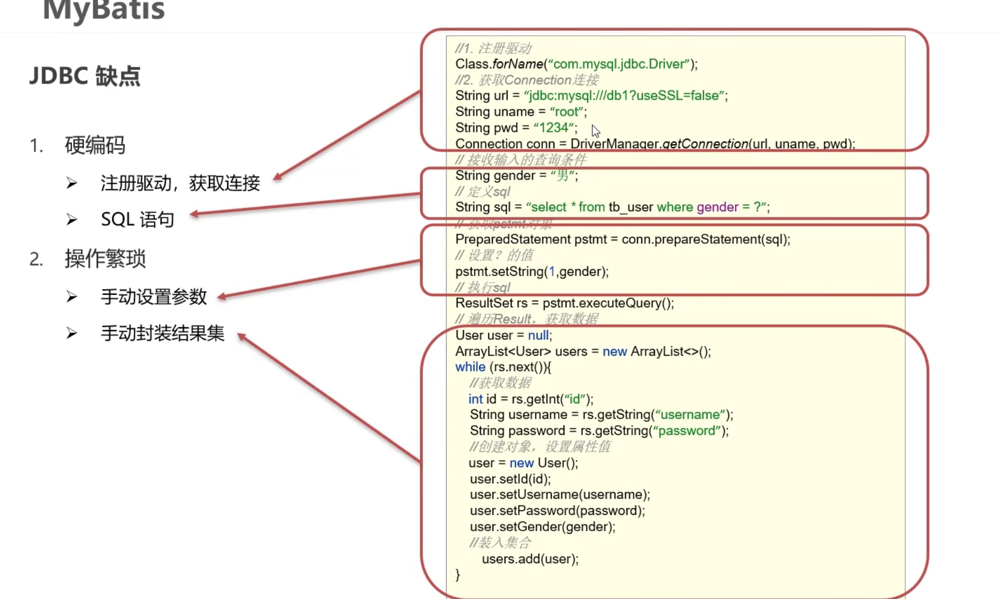 MyBatis
JDBC 缺点
1. 硬编码
➢ 注册驱动，获取连接
➢ SQL 语句
2. 操作繁琐
➢ 手动设置参数
➢ 手动封装结果集
//1. 注册驱动
Class.forName(“com.mysql.jdbc.Driver”);
//2. 获取Connection连接
String url = “jdbc:mysql:///db1?useSSL=false”;
String uname = “root”;
String pwd = “1234”;
Connection conn = DriverManager.getConnection(url, uname, pwd);
// 接收输入的查询条件
String gender = “男”;
// 定义sql
String sql = “select * from tb_user where gender = ?”;
// 获取pstmt对象
PreparedStatement pstmt = conn.prepareStatement(sql);
// 设置？的值
pstmt.setString(1,gender);
// 执行sql
ResultSet rs = pstmt.executeQuery();
// 遍历Result，获取数据
User user = null;
ArrayList<User> users = new ArrayList<>();
while (rs.next()){
//获取数据
int id = rs.getInt(“id”);
String username = rs.getString(“username”);
String password = rs.getString(“password”);
//创建对象，设置属性值
user = new User();
user.setId(id);
user.setUsername(username);
user.setPassword(password);
user.setGender(gender);
//装入集合
users.add(user);
}